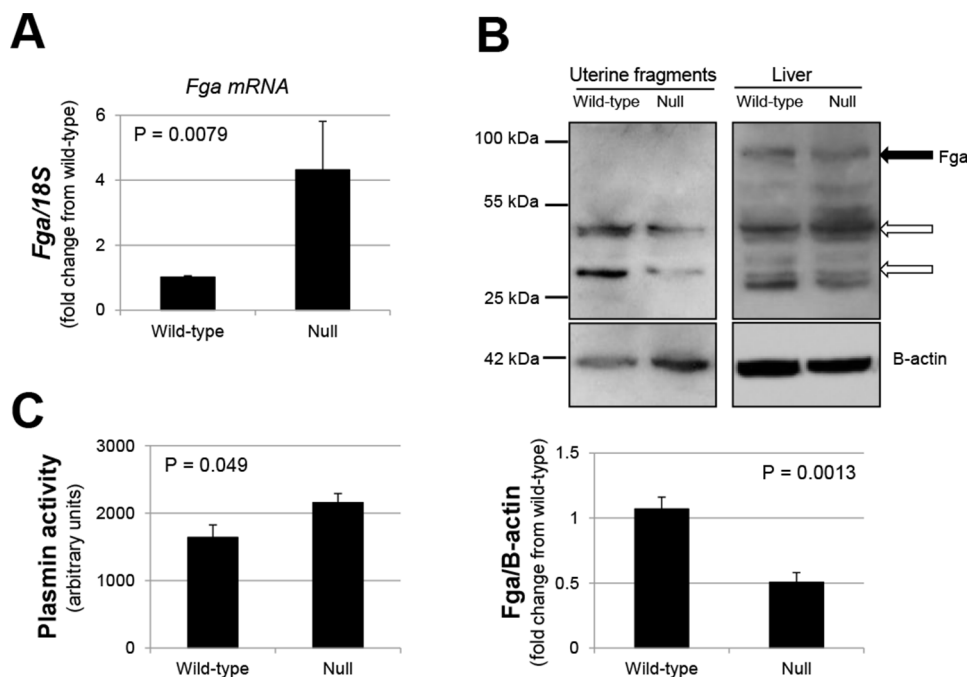 A
Fga mRNA
Fga/18S
(fold change from wild-type)
6
4
2
0
P = 0.0079
Wild-type Null
B
Uterine fragments Liver
Wild-type Null Wild-type Null
100 kDa
Fga
55 kDa
25 kDa
42 kDa
B-actin
Fga/B-actin
(fold change from wild-type)
1.5
1
0.5
0
P = 0.0013
Wild-type Null
C
Plasmin activity
(arbitrary units)
3000
2000
1000
0
P = 0.049
Wild-type Null